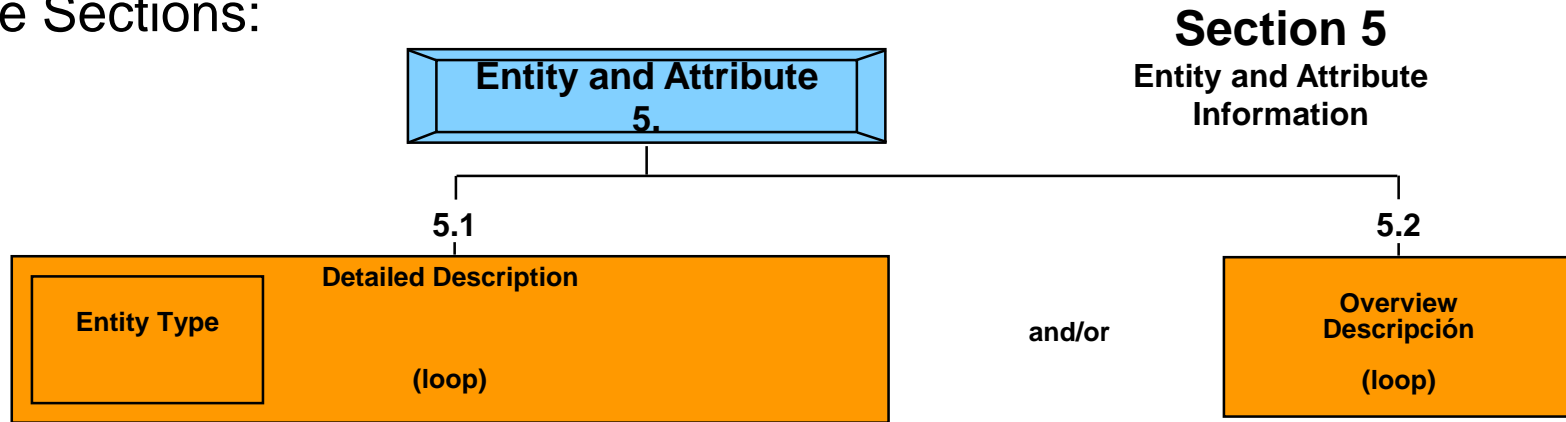 e Sections:
Section 5
Entity and Attribute
Information
Entity and Attribute
5.
5.1
5.2
Detailed Description
Entity Type
(loop)
and/or
Overview
Descripción
(loop)